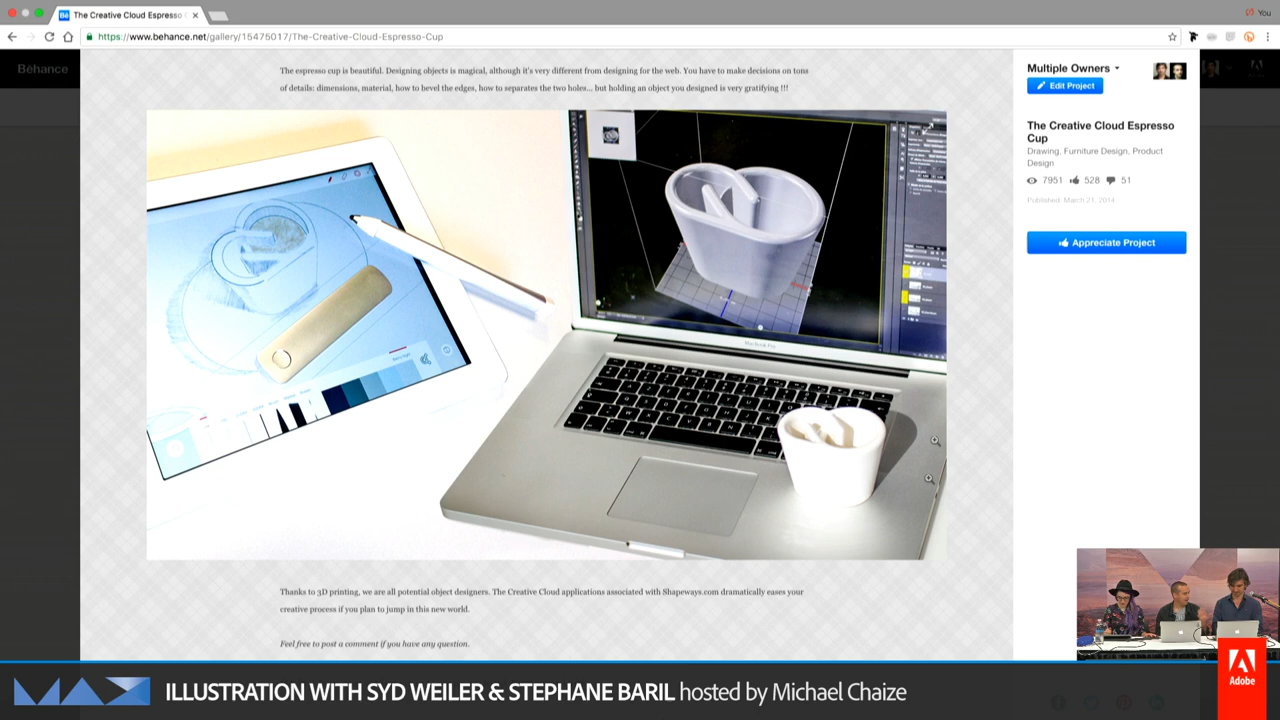 The Creative Cloud Espresso C
You
https://www.behance.net/gallery/15475017/The-Creative-Cloud-Espresso-Cup
Bēhance
The espresso cup is beautiful. Designing objects is magical, although it's very different from designing for the web. You have to make decisions on tons
of details: dimensions, material, how to bevel the edges, how to separates the two holes... but holding an object you designed is very gratifying !!!
MacBook Pro
Thanks to 3D printing, we are all potential object designers. The Creative Cloud applications associated with Shapeways.com dramatically eases your
creative process if you plan to jump in this new world.
Feel free to post a comment if you have any question.
Multiple Owners
Edit Project
The Creative Cloud Espresso
Cup
Drawing, Furniture Design, Product
Design
7951 528 51
Published: March 21, 2014
Appreciate Project
MAX
ILLUSTRATION WITH SYD WEILER & STEPHANE BARIL hosted by Michael Chaize
Adobe